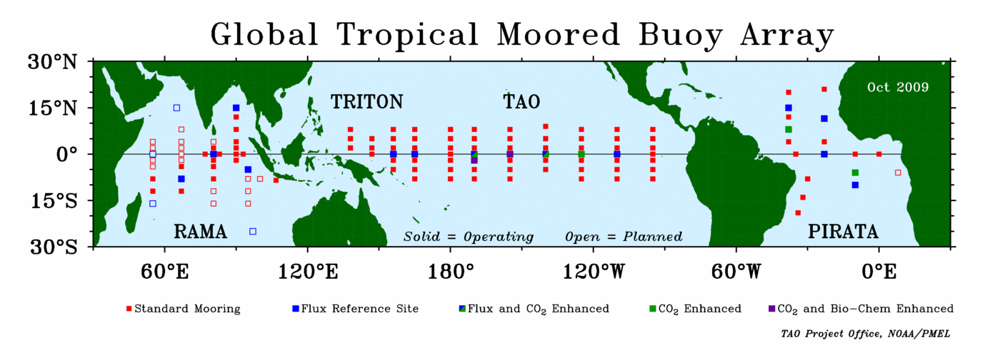 Global Tropical Moored Buoy Array
30°N
15°N
0°
15°S
30°S
TRITON
TAO
Oct 2009
RAMA
Solid = Operating
Open = Planned
PIRATA
60°E
120°E
180°
120°W
60°W
0°E
Standard Mooring
Flux Reference Site
Flux and CO₂ Enhanced
CO₂ Enhanced
CO₂ and Bio-Chem Enhanced
TAO Project Office, NOAA/PMEL